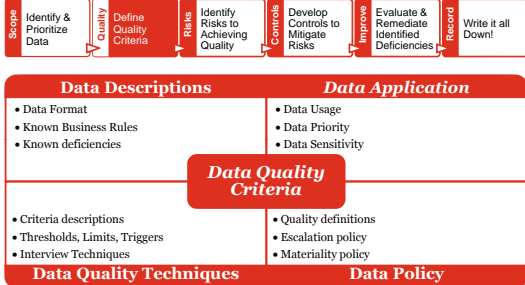 Scope
Identify &
Prioritize
Data
Quality
Define
Quality
Criteria
Risks
Identify
Risks to
Achieving
Quality
Controls
Develop
Controls to
Mitigate
Risks
Improve
Evaluate &
Remediate
Identified
Deficiencies
Record
Write it all
Down!
Data Descriptions
• Data Format
• Known Business Rules
• Known deficiencies
Data Application
• Data Usage
• Data Priority
• Data Sensitivity
Data Quality
Criteria
• Criteria descriptions
• Thresholds, Limits, Triggers
• Interview Techniques
Data Quality Techniques
• Quality definitions
• Escalation policy
• Materiality policy
Data Policy